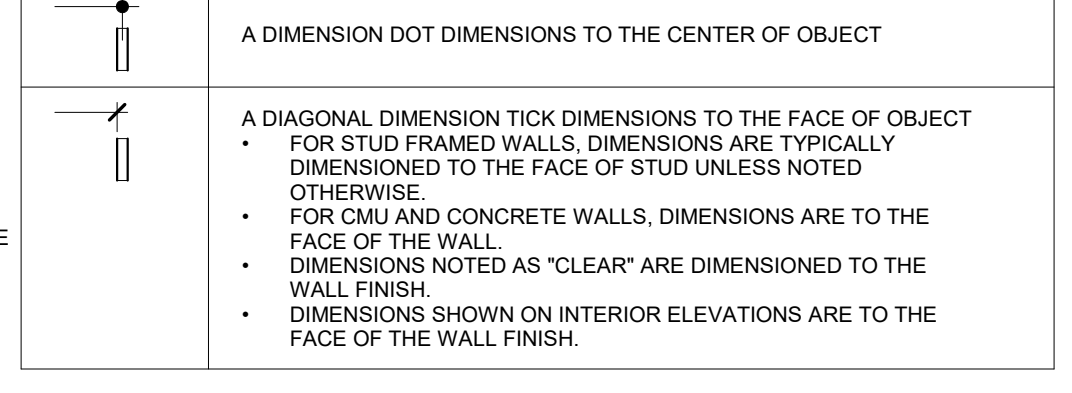 A DIMENSION DOT DIMENSIONS TO THE CENTER OF OBJECT
A DIAGONAL DIMENSION TICK DIMENSIONS TO THE FACE OF OBJECT
• FOR STUD FRAMED WALLS, DIMENSIONS ARE TYPICALLY
DIMENSIONED TO THE FACE OF STUD UNLESS NOTED
OTHERWISE.
• FOR CMU AND CONCRETE WALLS, DIMENSIONS ARE TO THE
FACE OF THE WALL.
• DIMENSIONS NOTED AS "CLEAR" ARE DIMENSIONED TO THE
WALL FINISH.
• DIMENSIONS SHOWN ON INTERIOR ELEVATIONS ARE TO THE
FACE OF THE WALL FINISH.
E